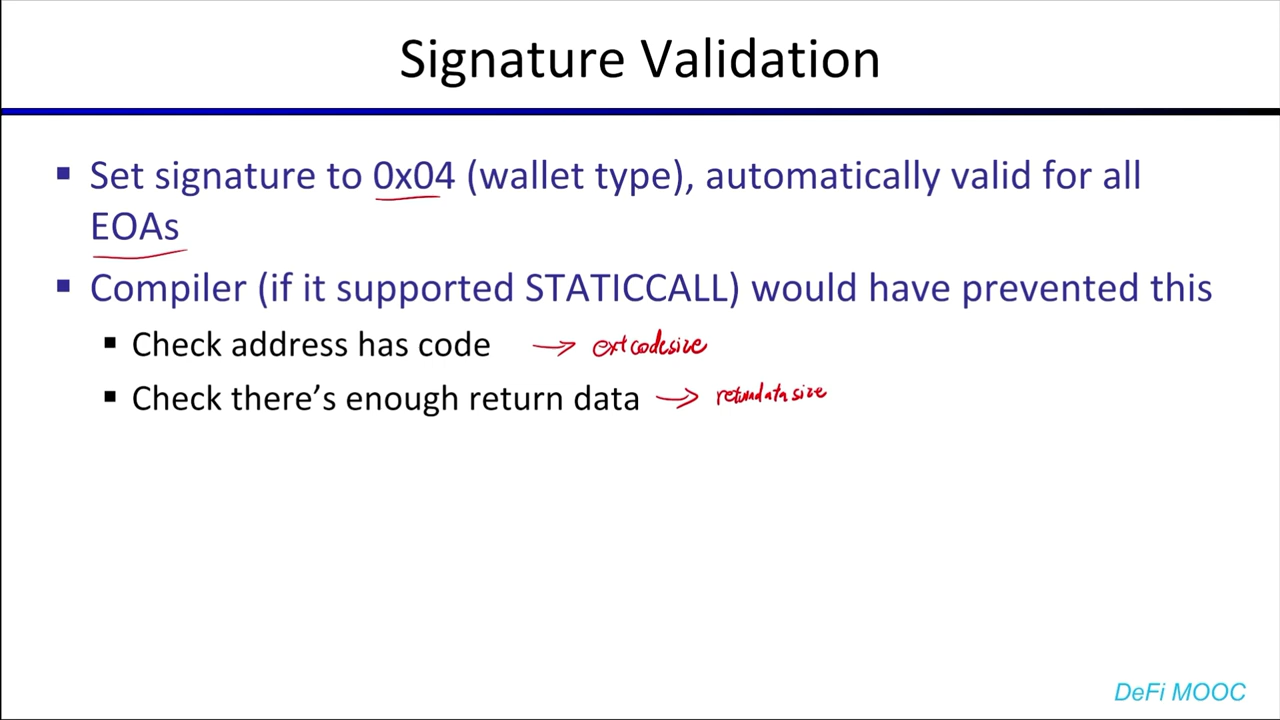 Signature Validation
Set signature to 0x04 (wallet type), automatically valid for all
EOAs
Compiler (if it supported STATICCALL) would have prevented this
Check address has code → extcodesize
Check there's enough return data → returndatasize
DeFi MOOC